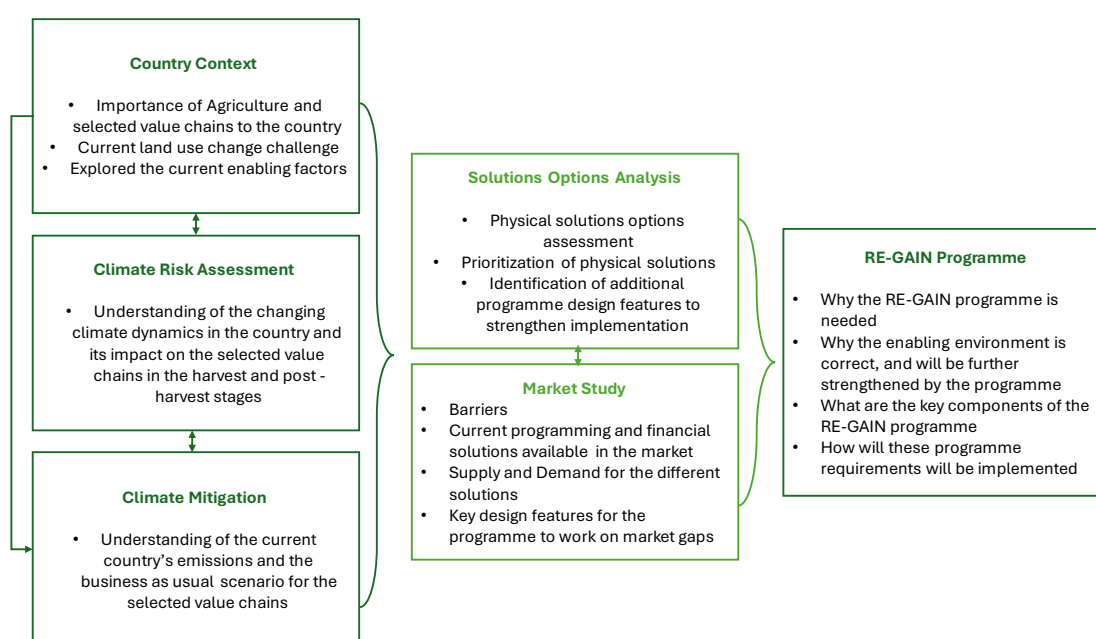 Country Context
• Importance of Agriculture and
selected value chains to the country
• Current land use change challenge
• Explored the current enabling factors
Climate Risk Assessment
• Understanding of the changing
climate dynamics in the country and
its impact on the selected value
chains in the harvest and post -
harvest stages
Climate Mitigation
• Understanding of the current
country's emissions and the
business as usual scenario for the
selected value chains
Solutions Options Analysis
• Physical solutions options
assessment
• Prioritization of physical solutions
• Identification of additional
programme design features to
strengthen implementation
Market Study
• Barriers
• Current programming and financial
solutions available in the market
• Supply and Demand for the different
solutions
• Key design features for the
programme to work on market gaps
RE-GAIN Programme
• Why the RE-GAIN programme is
needed
• Why the enabling environment is
correct, and will be further
strengthened by the programme
• What are the key components of the
RE-GAIN programme
• How will these programme
requirements will be implemented